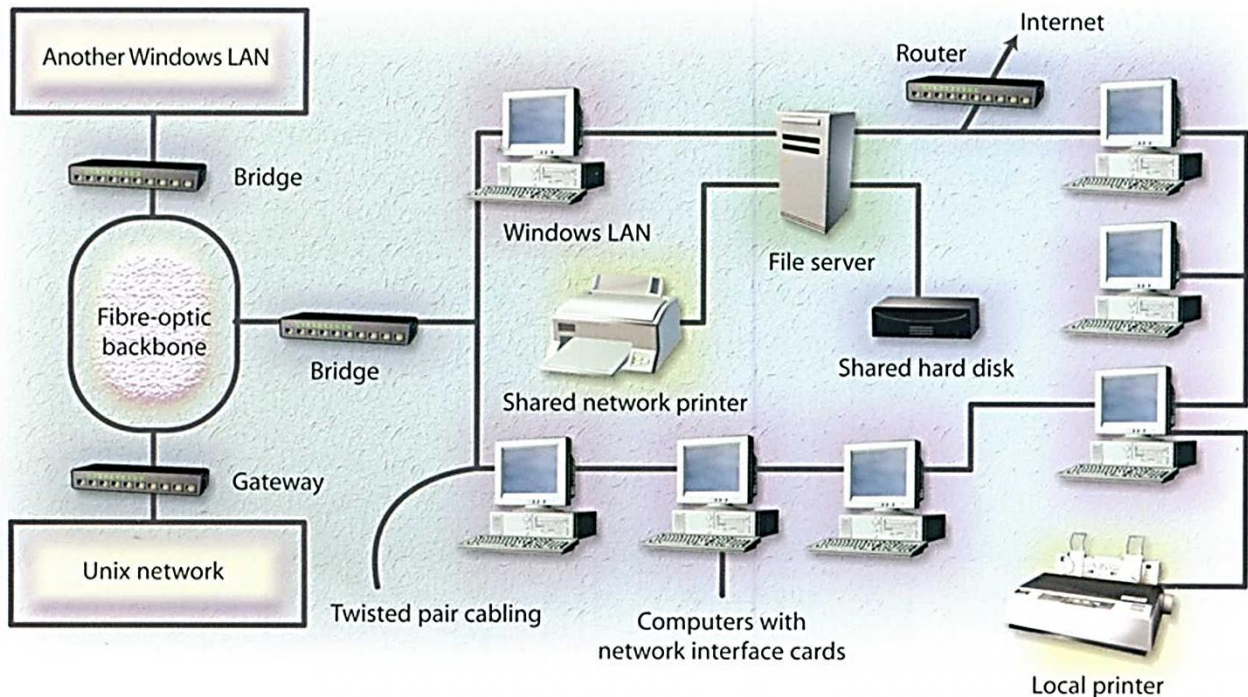 Another Windows LAN
Bridge
Fibre-optic
backbone
Bridge
Gateway
Unix network
Internet
Router
Windows LAN
File server
Shared network printer
Shared hard disk
Twisted pair cabling
Computers with
network interface cards
Local printer